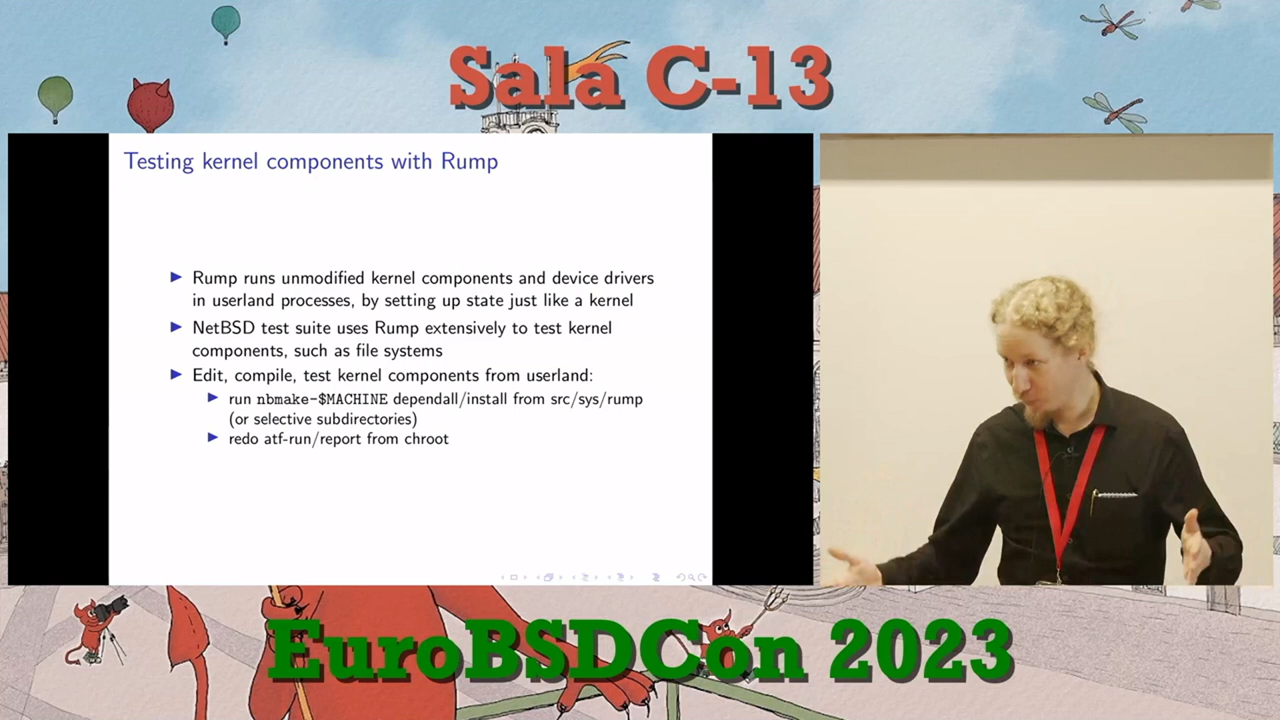 Sala C-13
Testing kernel components with Rump
Rump runs unmodified kernel components and device drivers
in userland processes, by setting up state just like a kernel
NetBSD test suite uses Rump extensively to test kernel
components, such as file systems
Edit, compile, test kernel components from userland:
run nbmake-$MACHINE dependall/install from src/sys/rump
(or selective subdirectories)
redo atf-run/report from chroot
EuroBSDCon 2023